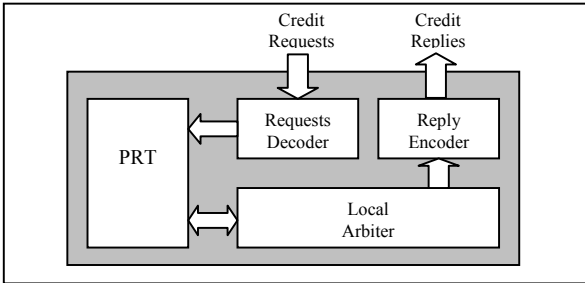 Credit
Requests
Credit
Replies
PRT
Requests
Decoder
Reply
Encoder
Local
Arbiter